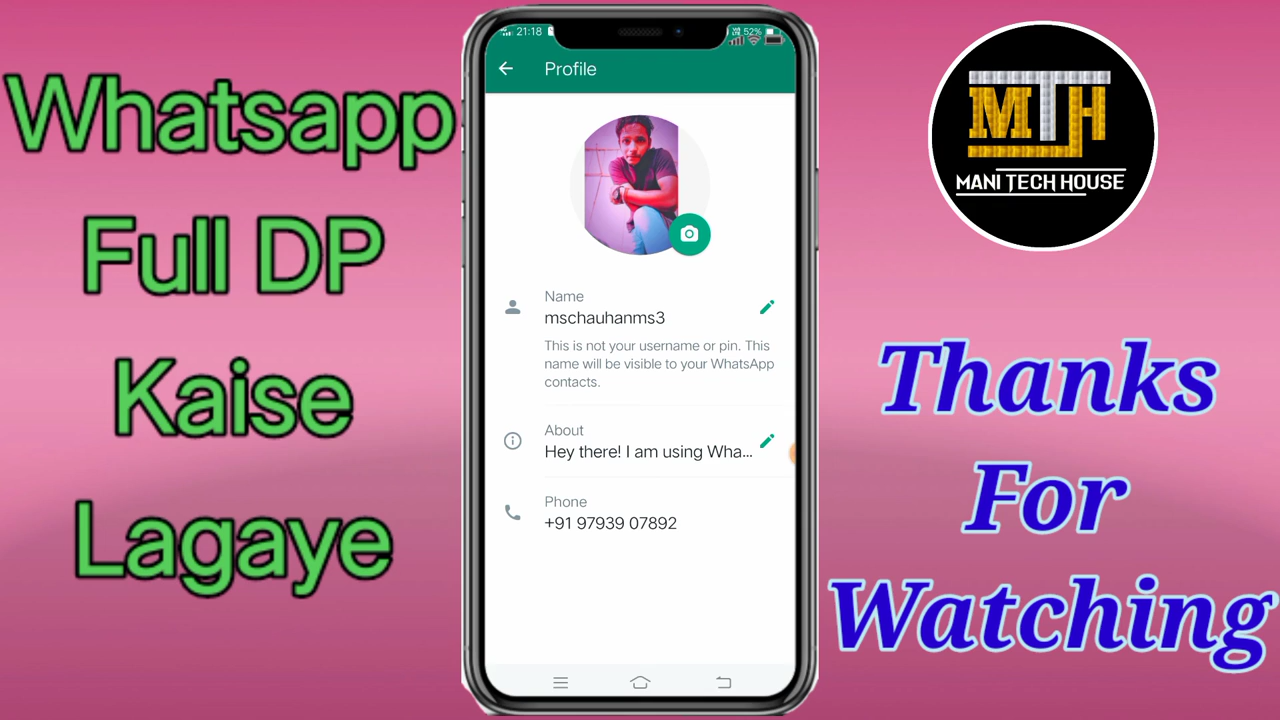 Whatsapp
Full DP
Kaise
Lagaye
21:18
52%
Profile
Name
mschauhanms3
This is not your username or pin. This
name will be visible to your WhatsApp
contacts.
About
Hey there! I am using Wha...
Phone
+91 97939 07892
MTH
MANI TECH HOUSE
Thanks
For
Watching